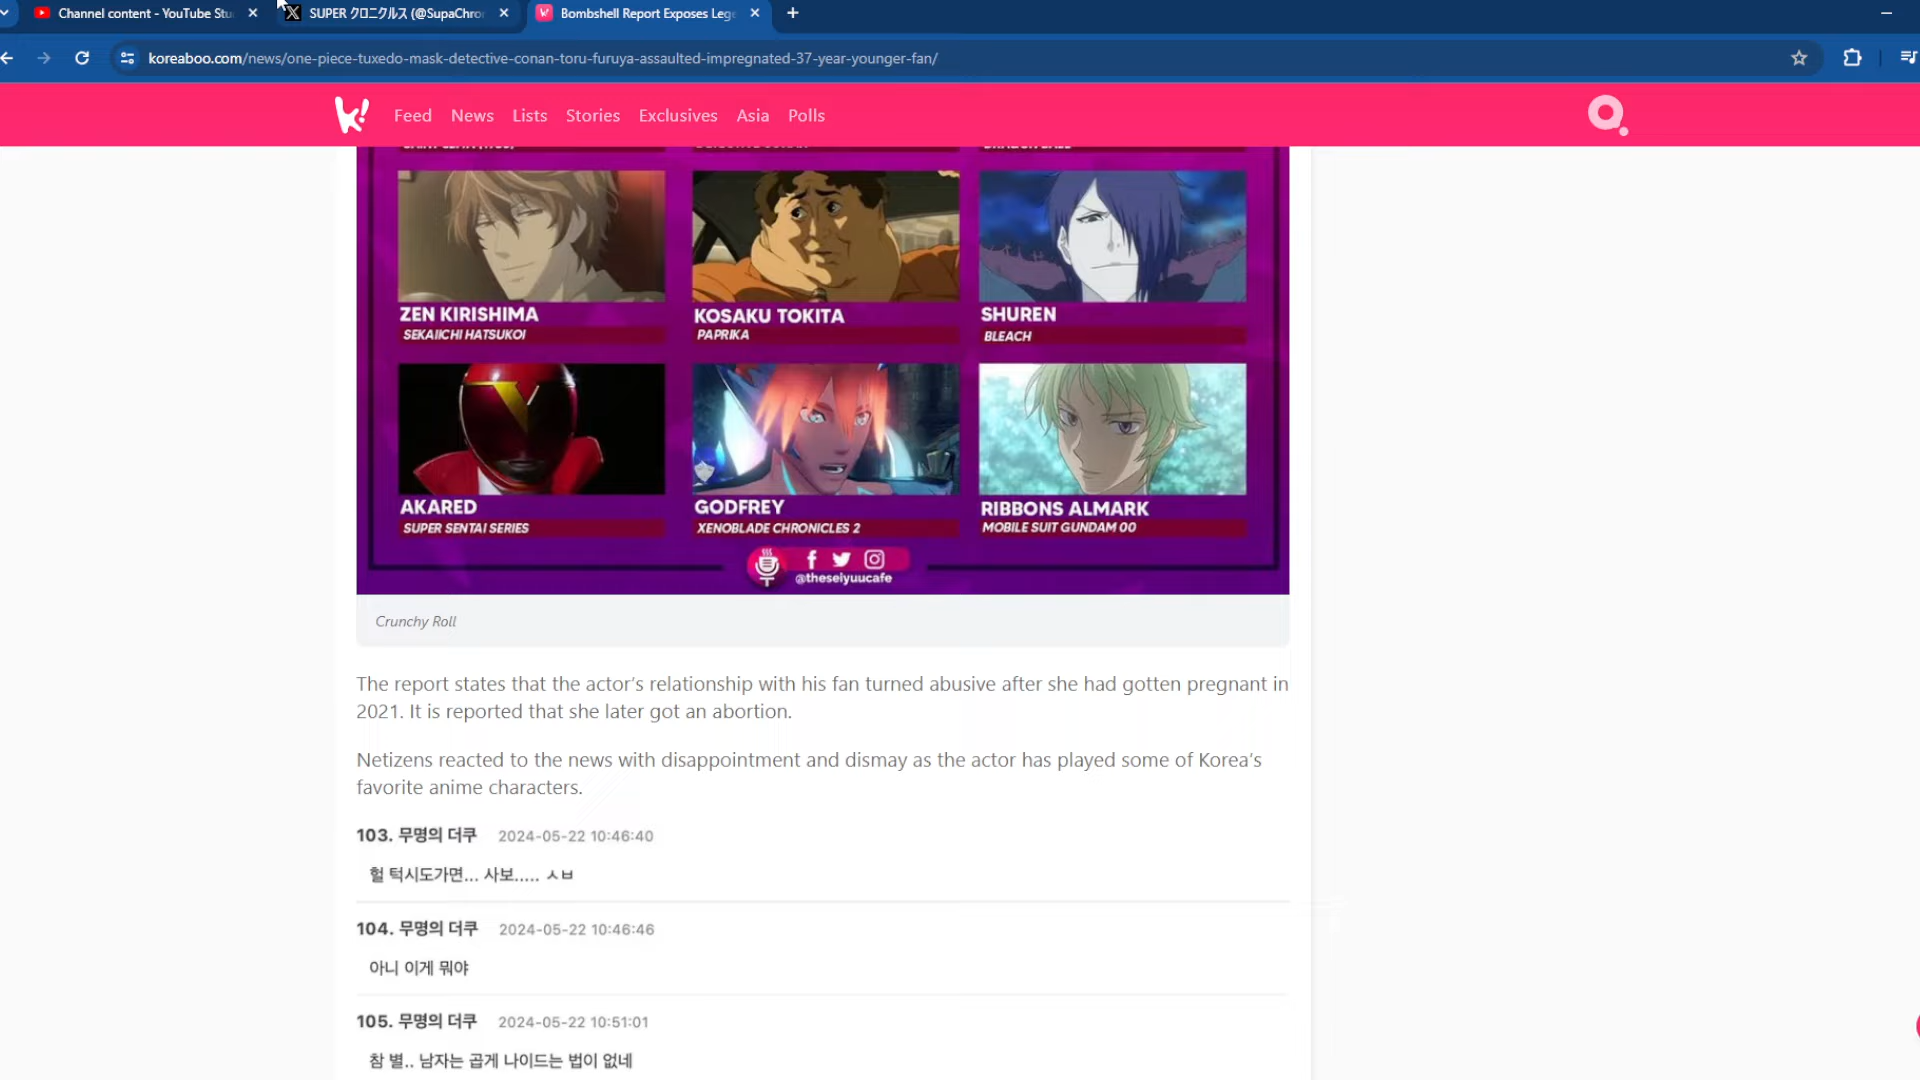 Channel content - YouTube Stu
SUPER クロニクルス (@SupaChro
Bombshell Report Exposes Leg
koreaboo.com/news/one-piece-tuxedo-mask-detective-conan-toru-furuya-assaulted-impregnated-37-year-younger-fan/
k!
Feed
News
Lists
Stories
Exclusives
Asia
Polls
ZEN KIRISHIMA
SEKAIICHI HATSUKOI
KOSAKU TOKITA
PAPRIKA
SHUREN
BLEACH
AKARED
SUPER SENTAI SERIES
GODFREY
XENOBLADE CHRONICLES 2
RIBBONS ALMARK
MOBILE SUIT GUNDAM 00
@theseiyuucafe
Crunchy Roll
The report states that the actor’s relationship with his fan turned abusive after she had gotten pregnant in
2021. It is reported that she later got an abortion.
Netizens reacted to the news with disappointment and dismay as the actor has played some of Korea’s
favorite anime characters.
103. 무명의 더쿠 2024-05-22 10:46:40
헐 턱시도가면... 사보..... ㅅㅂ
104. 무명의 더쿠 2024-05-22 10:46:46
아니 이게 뭐야
105. 무명의 더쿠 2024-05-22 10:51:01
참 별.. 남자는 곱게 나이드는 법이 없네